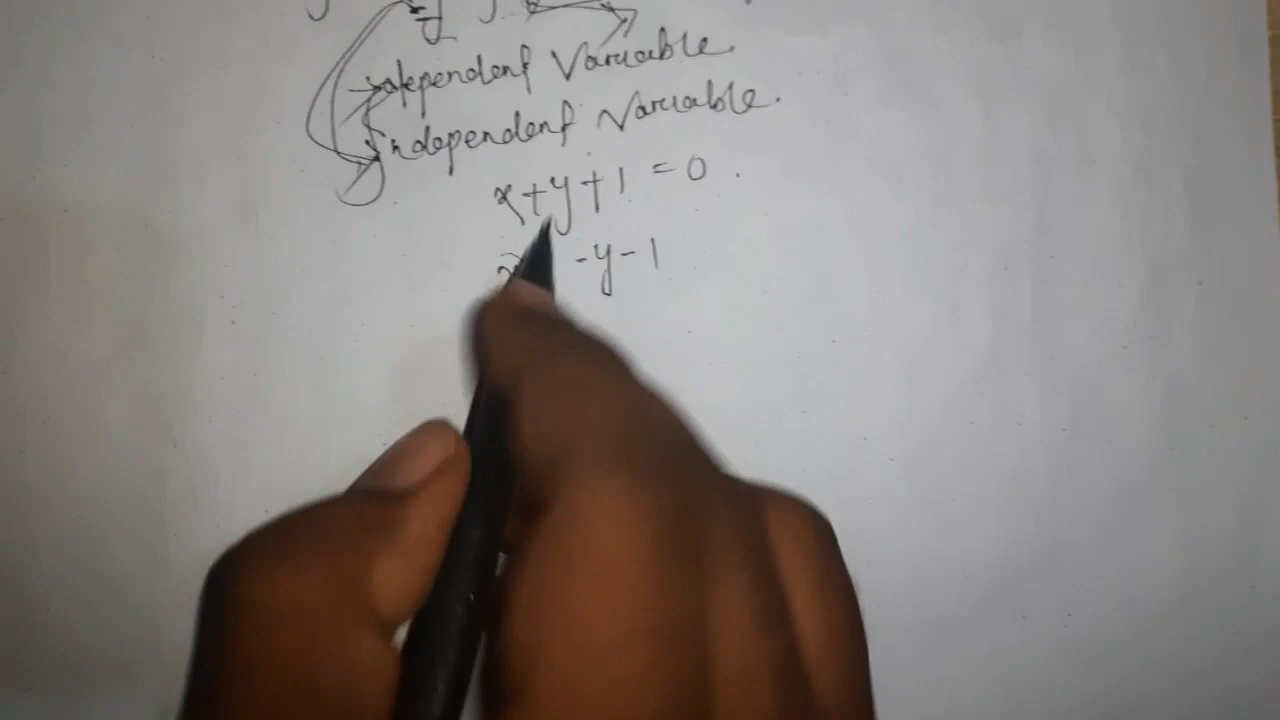 y
dependent Variable.
Independent Variable.
x+y+1 =0 .
x -y-1